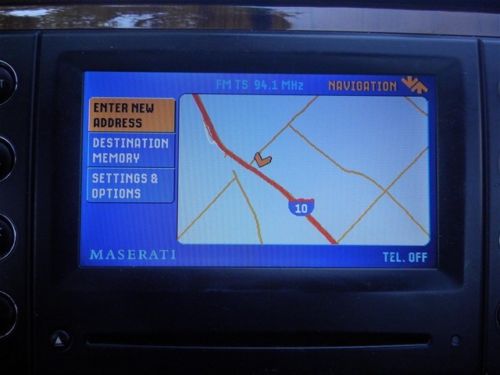 FM TS 94.1 MHz NAVIGATION
ENTER NEW
ADDRESS
DESTINATION
MEMORY
SETTINGS &
OPTIONS
10
MASERATI
TEL. OFF